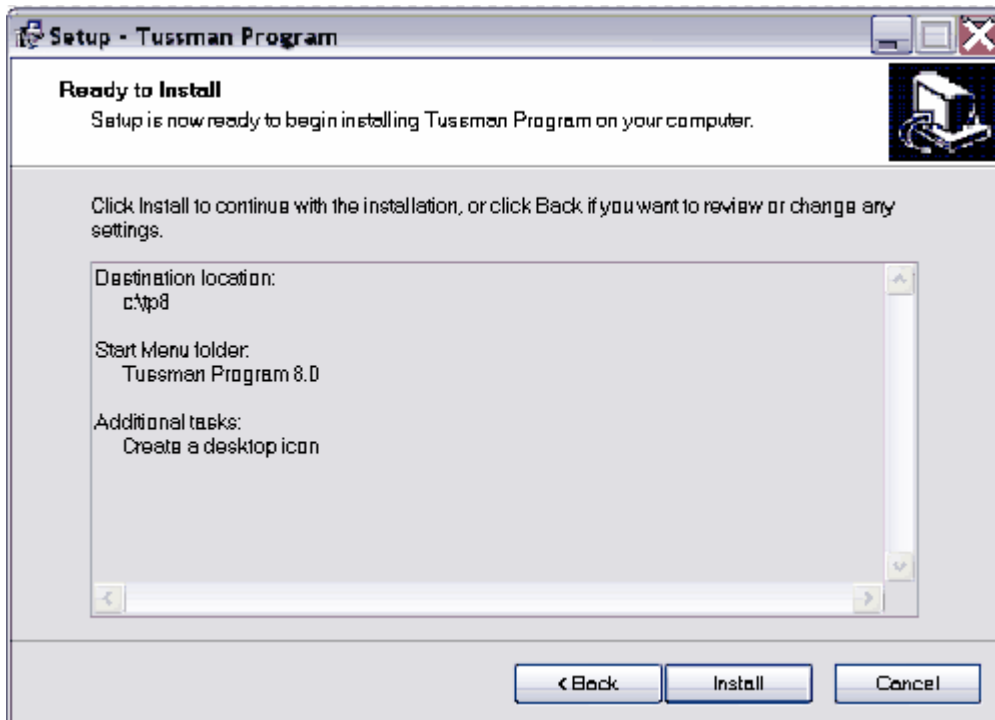 Setup - Tussman Program
Ready to Install
Setup is now ready to begin installing Tussman Program on your computer.
Click Install to continue with the installation, or click Back if you want to review or change any
settings.
Destination location:
c:\tp8
Start Menu folder:
Tussman Program 8.0
Additional tasks:
Create a desktop icon
< Back
Install
Cancel